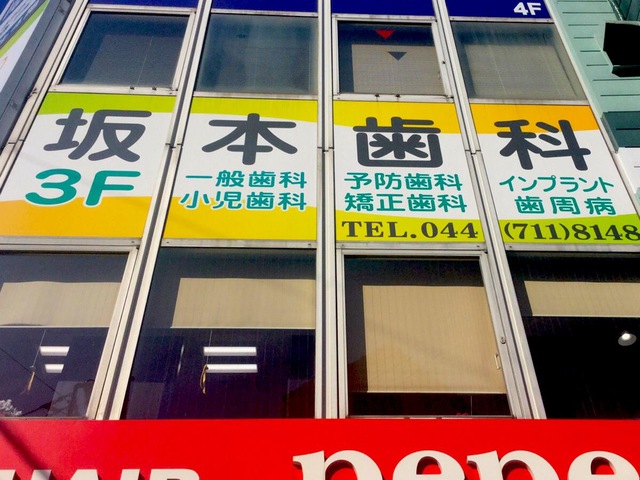 4F
坂本歯科
3F
一般歯科
小児歯科
予防歯科
矯正歯科
インプラント
歯周病
TEL.044(711)8148
HAIR